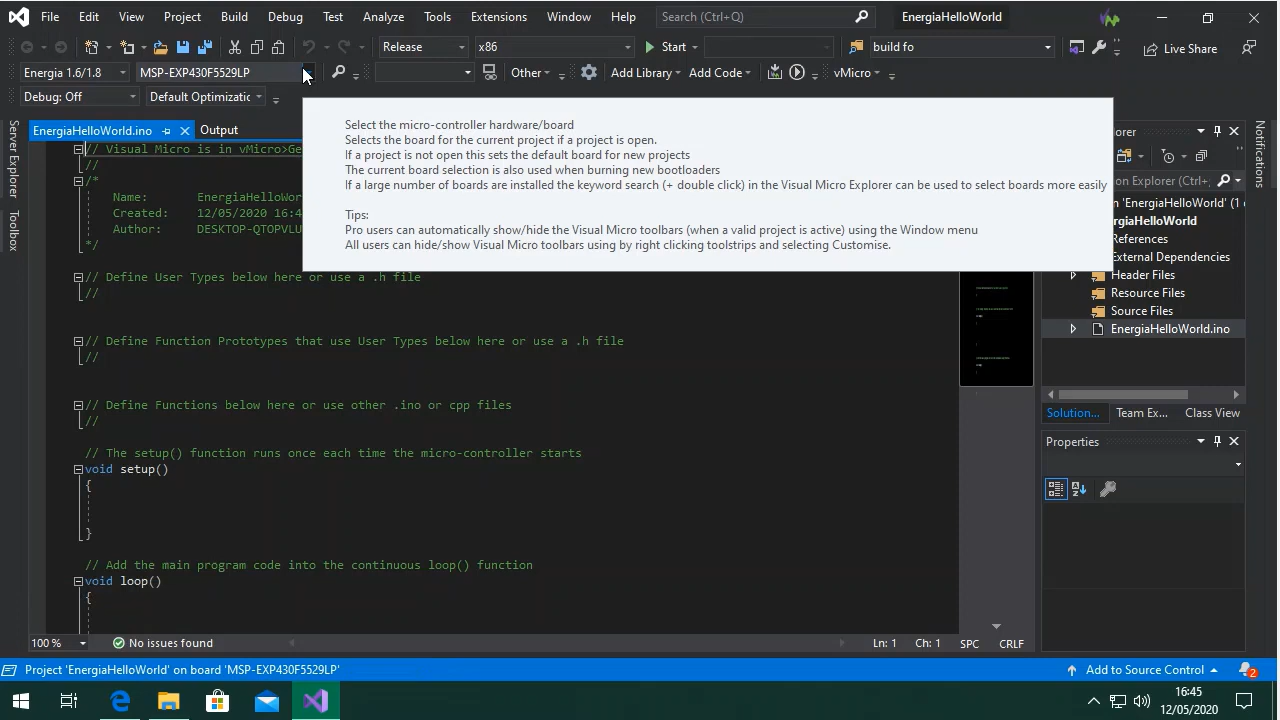 File Edit View Project Build Debug Test Analyze Tools Extensions Window Help Search (Ctrl+Q) EnergiaHelloWorld
Release x86 Start build fo Live Share
Energia 1.6/1.8 MSP-EXP430F5529LP Other Add Library Add Code vMicro
Debug: Off Default Optimizatic
Server Explorer
Toolbox
EnergiaHelloWorld.ino Output
Select the micro-controller hardware/board
Selects the board for the current project if a project is open.
If a project is not open this sets the default board for new projects
The current board selection is also used when burning new bootloaders
If a large number of boards are installed the keyword search (+ double click) in the Visual Micro Explorer can be used to select boards more easily
Tips:
Pro users can automatically show/hide the Visual Micro toolbars (when a valid project is active) using the Window menu
All users can hide/show Visual Micro toolbars using by right clicking toolstrips and selecting Customise.
// Visual Micro is in vMicro>Ge
//
/*
Name: EnergiaHelloWo
Created: 12/05/2020 16:4
Author: DESKTOP-QTOPVLU
*/
// Define User Types below here or use a .h file
//
// Define Function Prototypes that use User Types below here or use a .h file
//
// Define Functions below here or use other .ino or cpp files
//
// The setup() function runs once each time the micro-controller starts
void setup()
{
}
// Add the main program code into the continuous loop() function
void loop()
{
100 % No issues found Ln: 1 Ch: 1 SPC CRLF
orer
on Explorer (Ctrl+;
n 'EnergiaHelloWorld' (1 c
rgiaHelloWorld
References
External Dependencies
Header Files
Resource Files
Source Files
EnergiaHelloWorld.ino
Solution... Team Ex... Class View
Properties
Notifications
Project 'EnergiaHelloWorld' on board 'MSP-EXP430F5529LP' Add to Source Control 2
16:45
12/05/2020